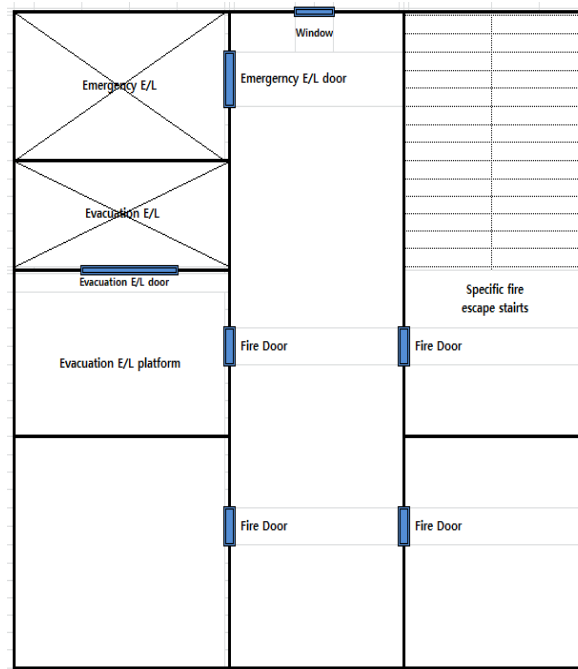 Window
Emergency E/L
Emergerncy E/L door
Evacuation E/L
Evacuation E/L door
Specific fire
escape stairts
Fire Door
Fire Door
Evacuation E/L platform
Fire Door
Fire Door